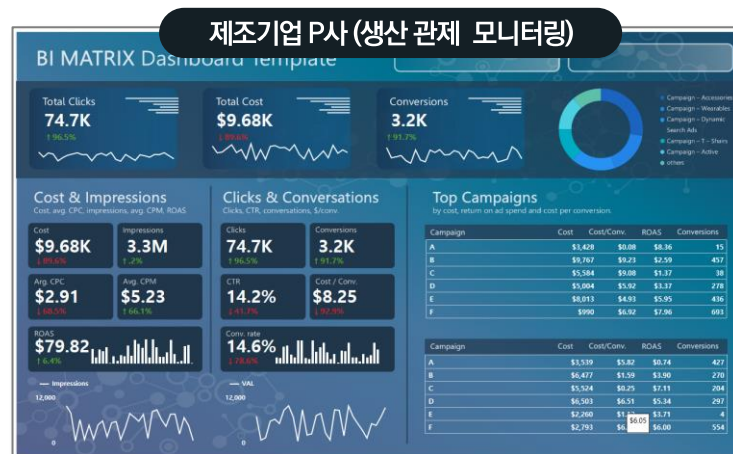 제조기업 P사 (생산 관제 모니터링)
BI MATRIX Dashboard Template
Total Clicks
74.7K
↑ 96.5%
Total Cost
$9.68K
↓ 89.6%
Conversions
3.2K
↑ 91.7%
Campaign – Accessories
Campaign – Wearables
Campaign – Dynamic
Search Ads
Campaign – T – Shirts
Campaign – Active
others
Cost & Impressions
Cost, avg. CPC, impressions, avg. CPM, ROAS
Cost
$9.68K
↓ 89.6%
Impressions
3.3M
↑ .2%
Arg. CPC
$2.91
↓ 68.5%
Avg. CPM
$5.23
↑ 66.1%
ROAS
$79.82
↑ 6.4%
Impressions
12,000
0
Clicks & Conversations
Clicks, CTR, conversations, $/conv.
Clicks
74.7K
↑ 96.5%
Conversions
3.2K
↑ 91.7%
CTR
14.2%
↓ 41.7%
Cost / Conv.
$8.25
↓ 92.9%
Conv. rate
14.6%
↓ 78.6%
VAL
12,000
0
Top Campaigns
by cost, return on ad spend and cost per conversion.
Campaign Cost Cost/Conv. ROAS Conversions
A $3,428 $0.08 $8.36 15
B $9,767 $9.23 $2.59 457
C $5,584 $9.08 $1.37 38
D $5,004 $5.92 $3.37 278
E $8,013 $4.93 $5.95 436
F $990 $6.92 $7.96 693
Campaign Cost Cost/Conv. ROAS Conversions
A $3,539 $5.82 $0.74 427
B $6,477 $1.59 $3.90 270
C $5,524 $0.25 $7.11 204
D $6,503 $6.51 $5.34 297
E $2,260 $3.71 4
F $2,793 $6.00 554
$6.05